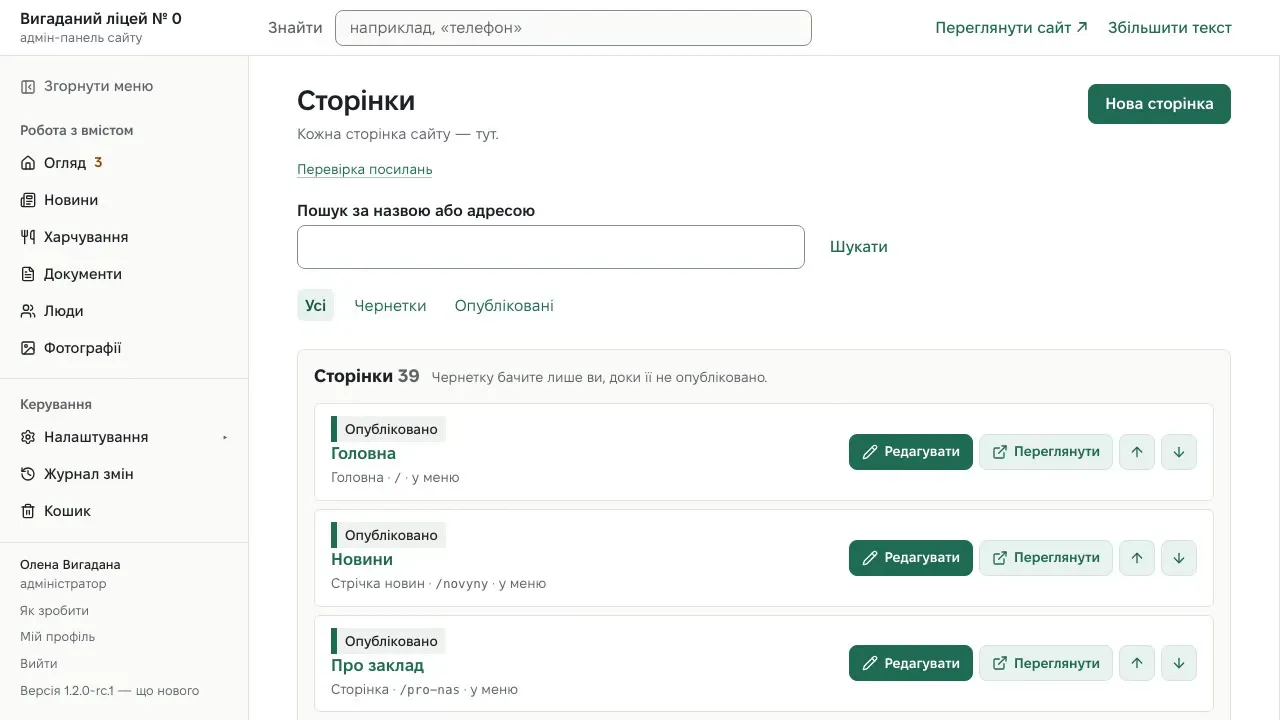 Вигаданий ліцей № 0
адмін-панель сайту
Знайти
наприклад, «телефон»
Переглянути сайт ↗
Збільшити текст
Згорнути меню
Робота з вмістом
Огляд 3
Новини
Харчування
Документи
Люди
Фотографії
Керування
Налаштування
Журнал змін
Кошик
Олена Вигадана
адміністратор
Як зробити
Мій профіль
Вийти
Версія 1.2.0-rc.1 — що нового
Сторінки
Нова сторінка
Кожна сторінка сайту — тут.
Перевірка посилань
Пошук за назвою або адресою
Шукати
Усі
Чернетки
Опубліковані
Сторінки 39 Чернетку бачите лише ви, доки її не опубліковано.
Опубліковано
Головна
Головна · / · у меню
Редагувати
Переглянути
Опубліковано
Новини
Стрічка новин · /novyny · у меню
Редагувати
Переглянути
Опубліковано
Про заклад
Сторінка · /pro-nas · у меню
Редагувати
Переглянути